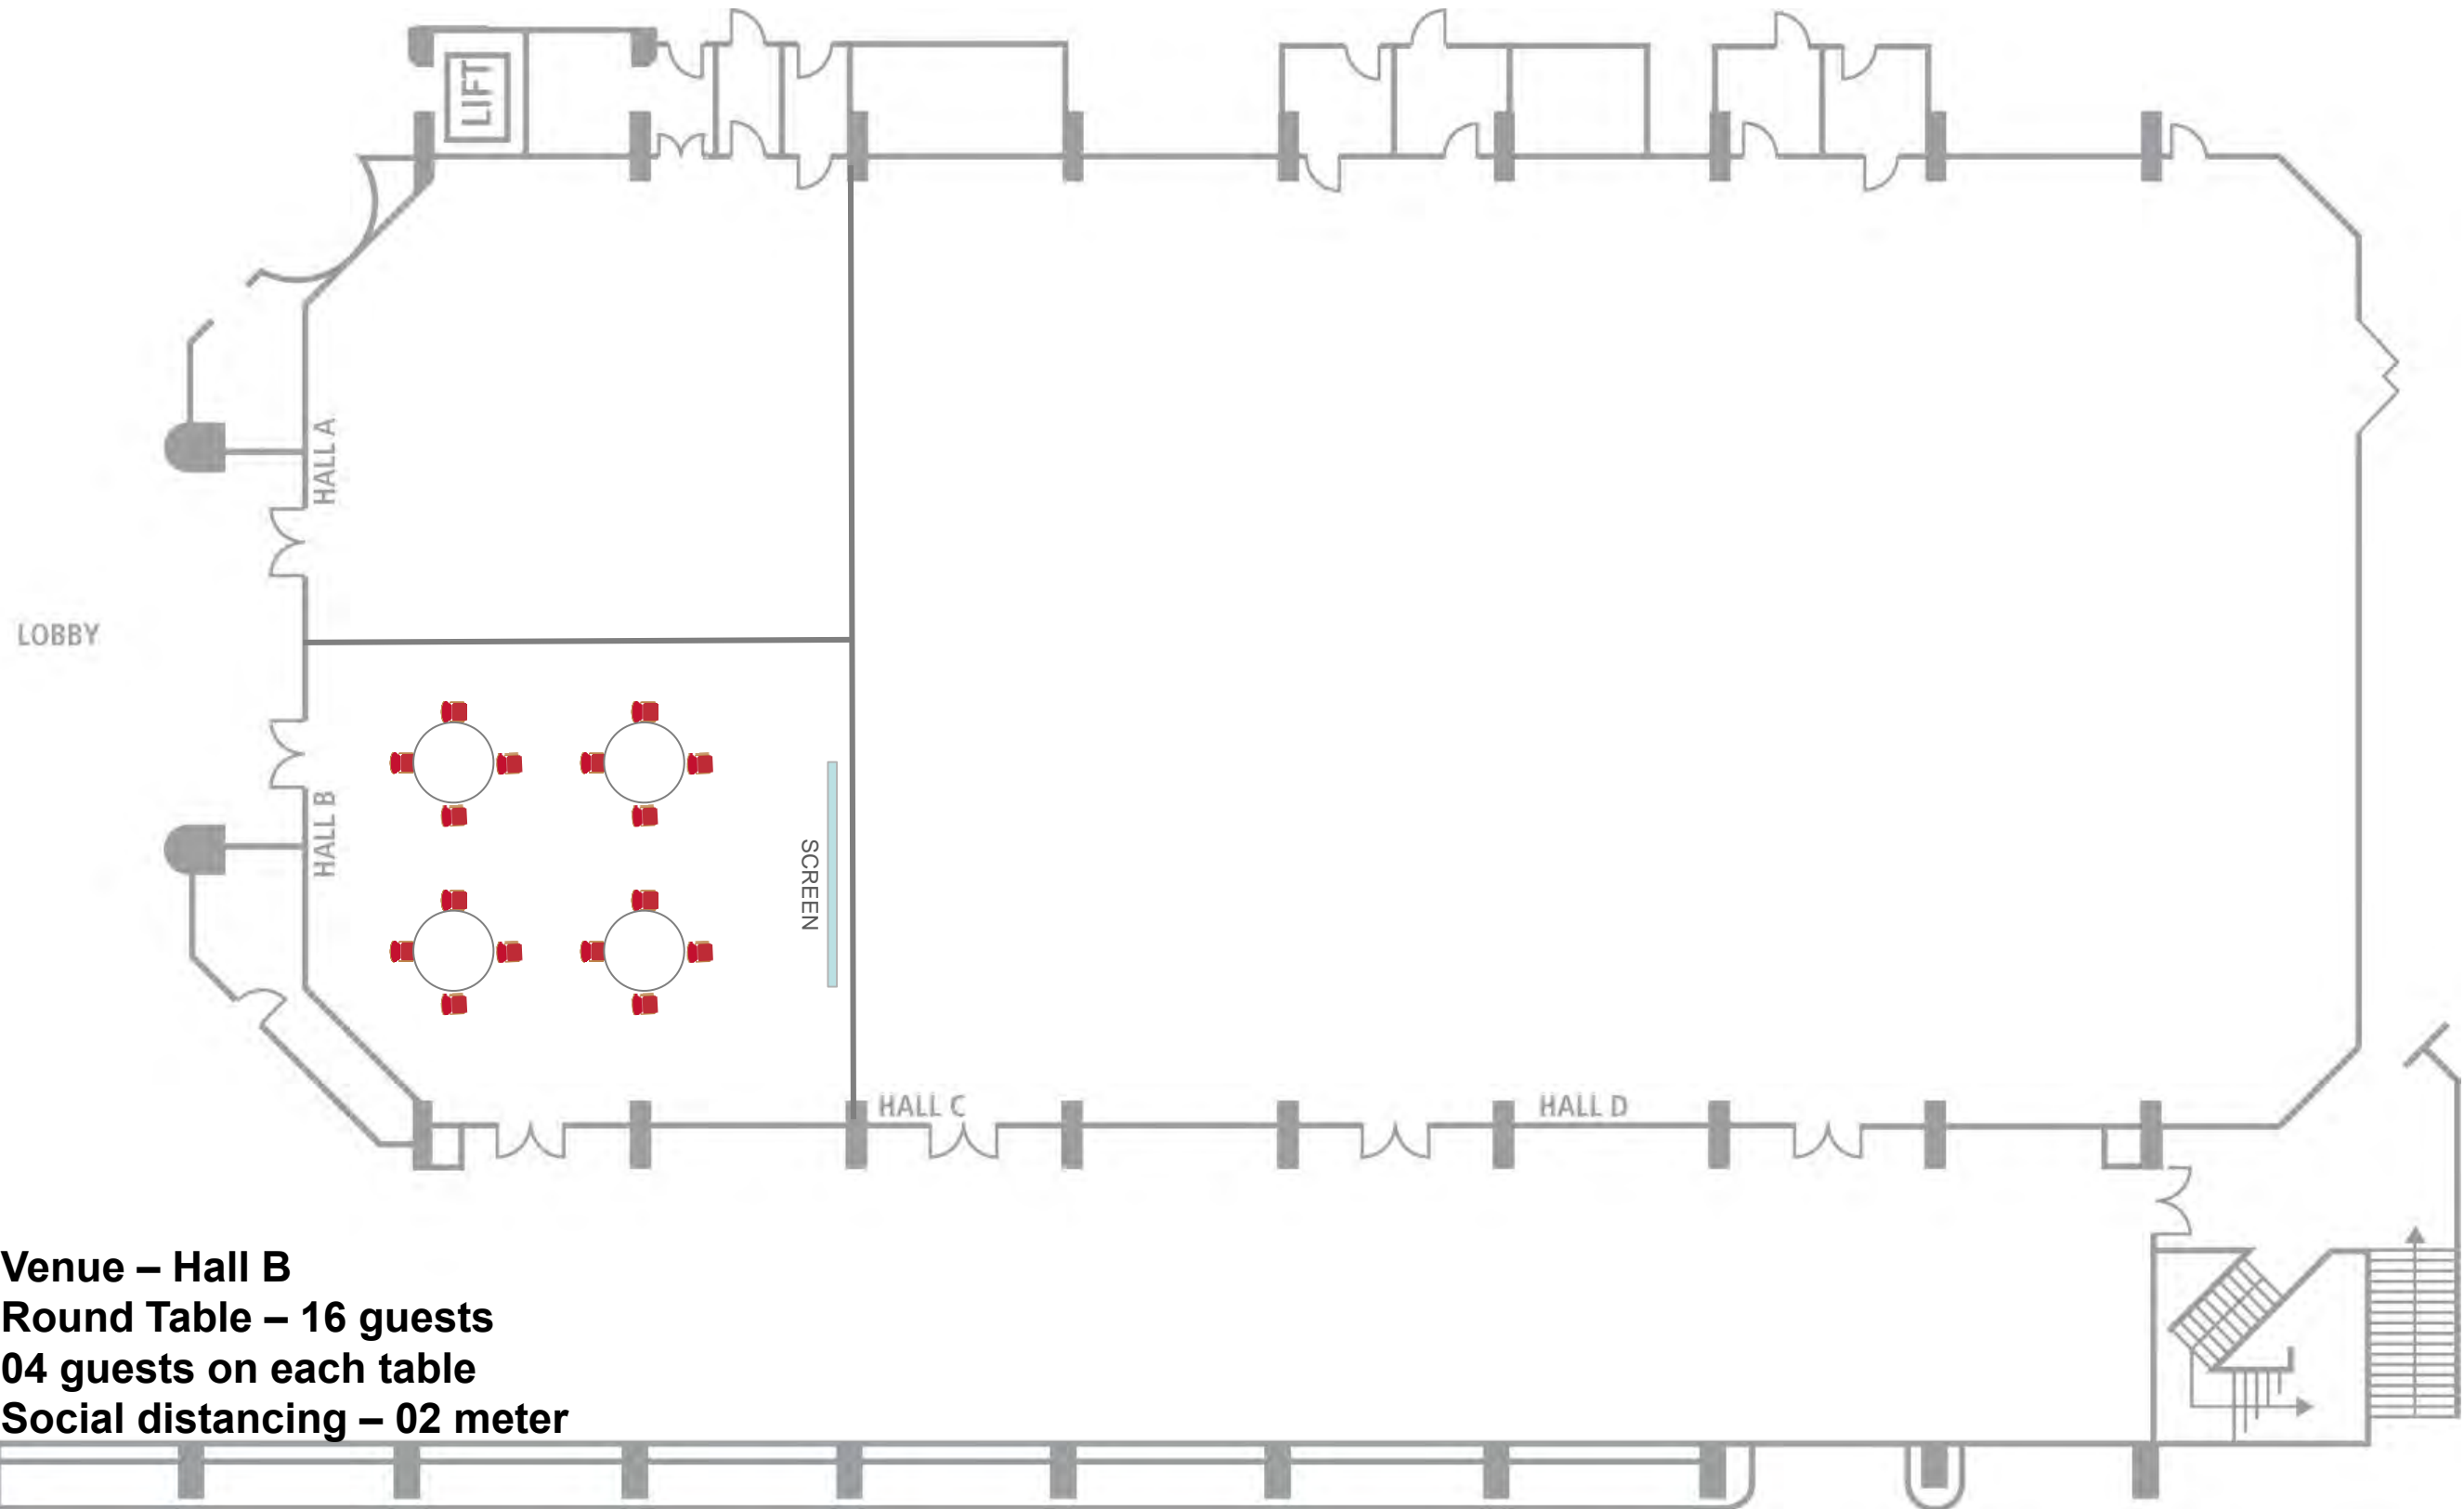 LIFT
HALL A
LOBBY
HALL B
SCREEN
HALL C
HALL D
Venue – Hall B
Round Table – 16 guests
04 guests on each table
Social distancing – 02 meter